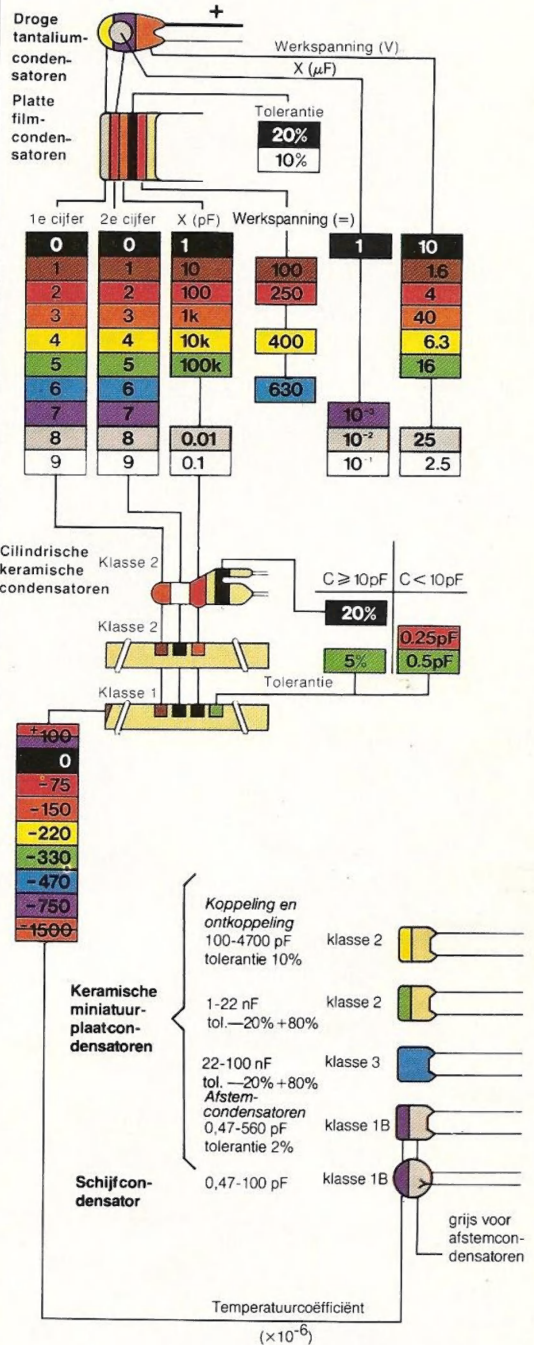 Droge
tantalium-
conden-
satoren
+
Werkspanning (V)
X (µF)
Platte
film-
conden-
satoren
Tolerantie
20%
10%
1e cijfer 2e cijfer X (pF) Werkspanning (=)
0 0 1 1 10
1 1 10 100 1.6
2 2 100 250 4
3 3 1k 40
4 4 10k 400 6.3
5 5 100k 16
6 6 630
7 7 10⁻³
8 8 0.01 10⁻² 25
9 9 0.1 10⁻¹ 2.5
Cilindrische
keramische
condensatoren
Klasse 2
C ≥ 10pF C < 10pF
20%
Klasse 2
0.25pF
5% 0.5pF
Tolerantie
Klasse 1
+100
0
-75
-150
-220
-330
-470
-750
-1500
Keramische
miniatuur-
plaatcon-
densatoren
Koppeling en
ontkoppeling
100-4700 pF klasse 2
tolerantie 10%
1-22 nF klasse 2
tol.—20% +80%
22-100 nF klasse 3
tol. —20% +80%
Afstem-
condensatoren
0,47-560 pF klasse 1B
tolerantie 2%
Schijfcon-
densator
0,47-100 pF klasse 1B
grijs voor
afstemcon-
densatoren
Temperatuurcoëfficiënt
(×10⁻⁶)